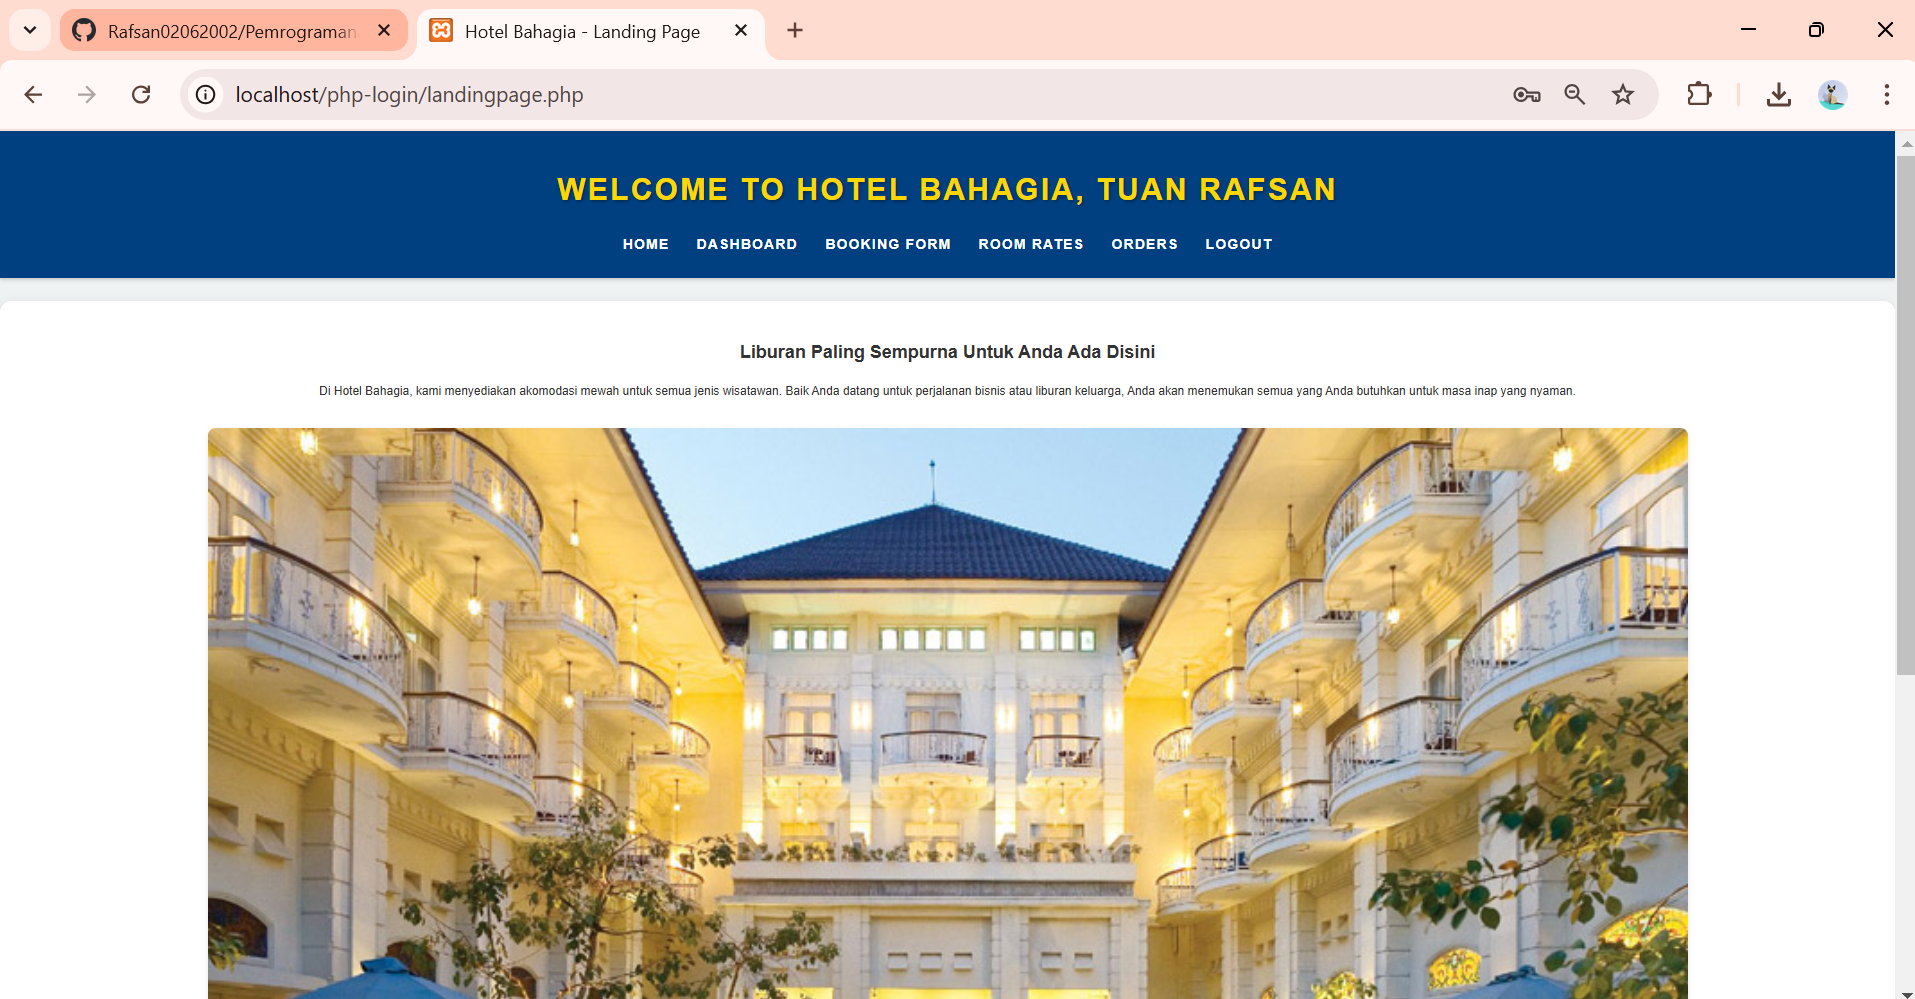 Rafsan02062002/Pemrograman
Hotel Bahagia - Landing Page
localhost/php-login/landingpage.php
WELCOME TO HOTEL BAHAGIA, TUAN RAFSAN
HOME DASHBOARD BOOKING FORM ROOM RATES ORDERS LOGOUT
Liburan Paling Sempurna Untuk Anda Ada Disini
Di Hotel Bahagia, kami menyediakan akomodasi mewah untuk semua jenis wisatawan. Baik Anda datang untuk perjalanan bisnis atau liburan keluarga, Anda akan menemukan semua yang Anda butuhkan untuk masa inap yang nyaman.